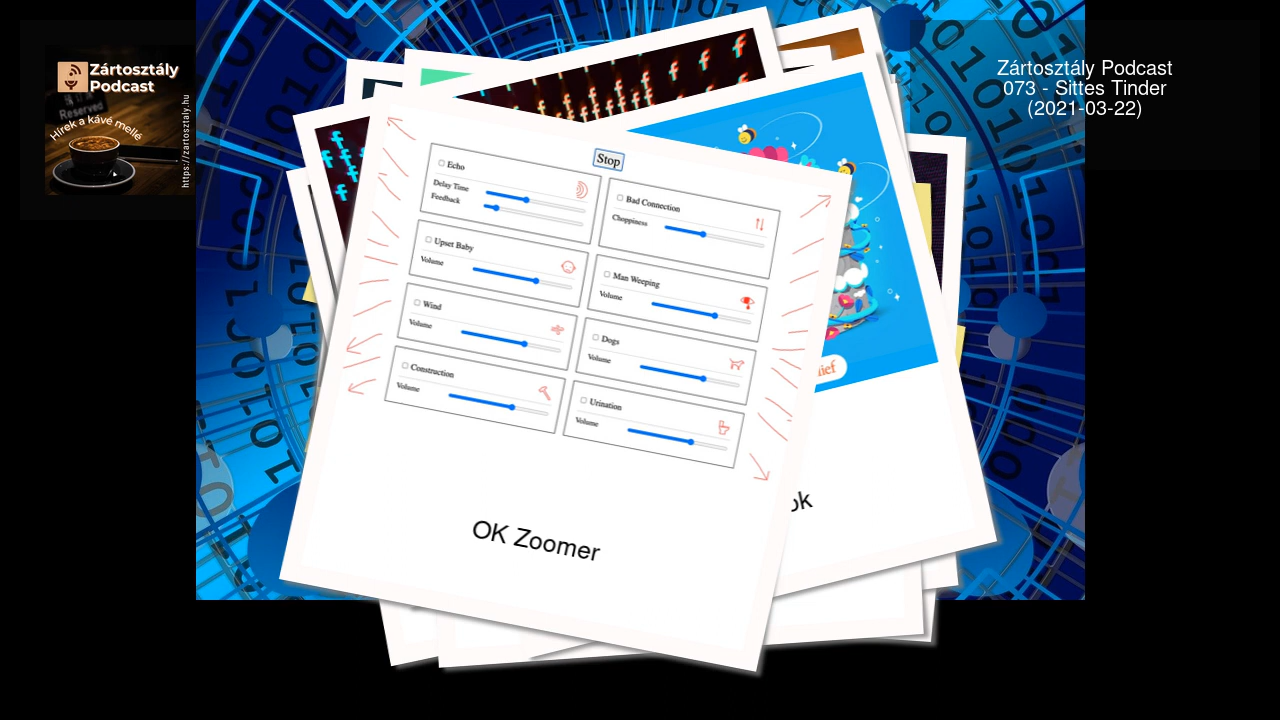 Zártosztály
Podcast
Reserved
Hírek a kávé mellé
https://zartosztaly.hu
Zártosztály Podcast
073 - Sittes Tinder
(2021-03-22)
Stop
Echo
Delay Time
Feedback
Bad Connection
Choppiness
Upset Baby
Volume
Man Weeping
Volume
Wind
Volume
Dogs
Volume
Construction
Volume
Urination
Volume
OK Zoomer